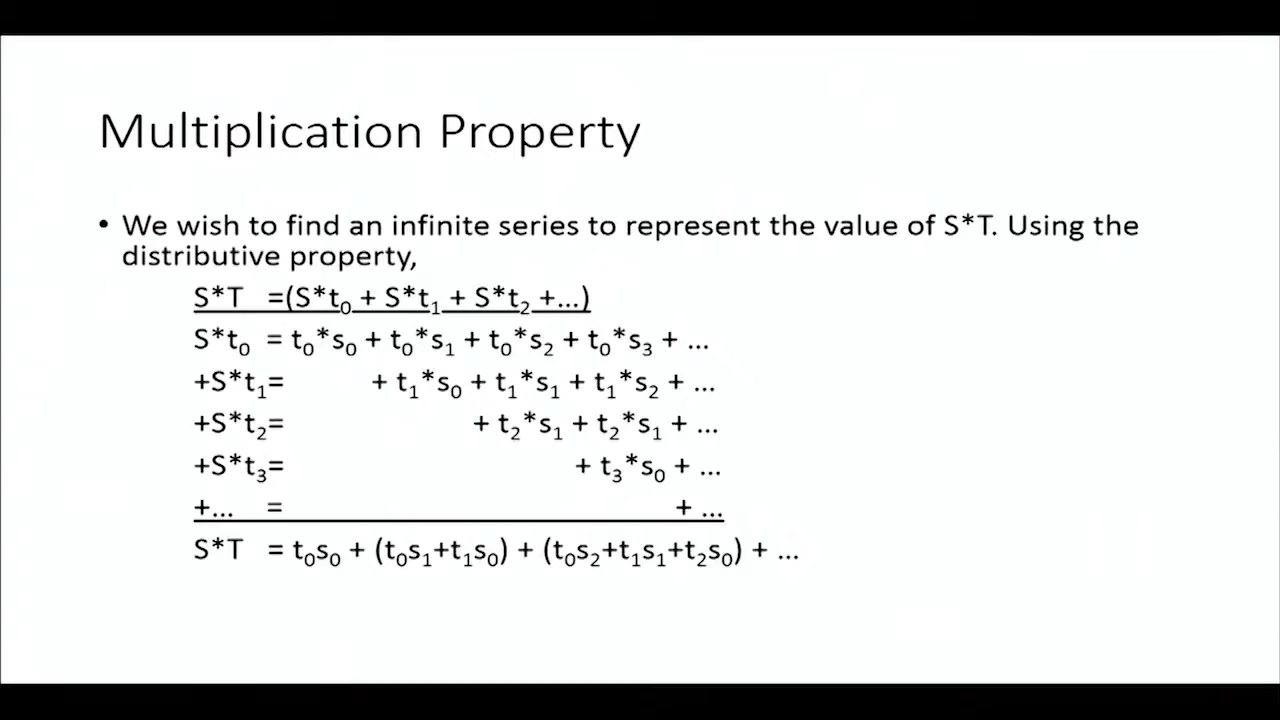 Multiplication Property
• We wish to find an infinite series to represent the value of S*T. Using the
distributive property,
S*T =(S*t₀ + S*t₁ + S*t₂ +...)
S*t₀ = t₀*s₀ + t₀*s₁ + t₀*s₂ + t₀*s₃ + ...
+S*t₁= + t₁*s₀ + t₁*s₁ + t₁*s₂ + ...
+S*t₂= + t₂*s₁ + t₂*s₁ + ...
+S*t₃= + t₃*s₀ + ...
+... = + ...
S*T = t₀s₀ + (t₀s₁+t₁s₀) + (t₀s₂+t₁s₁+t₂s₀) + ...